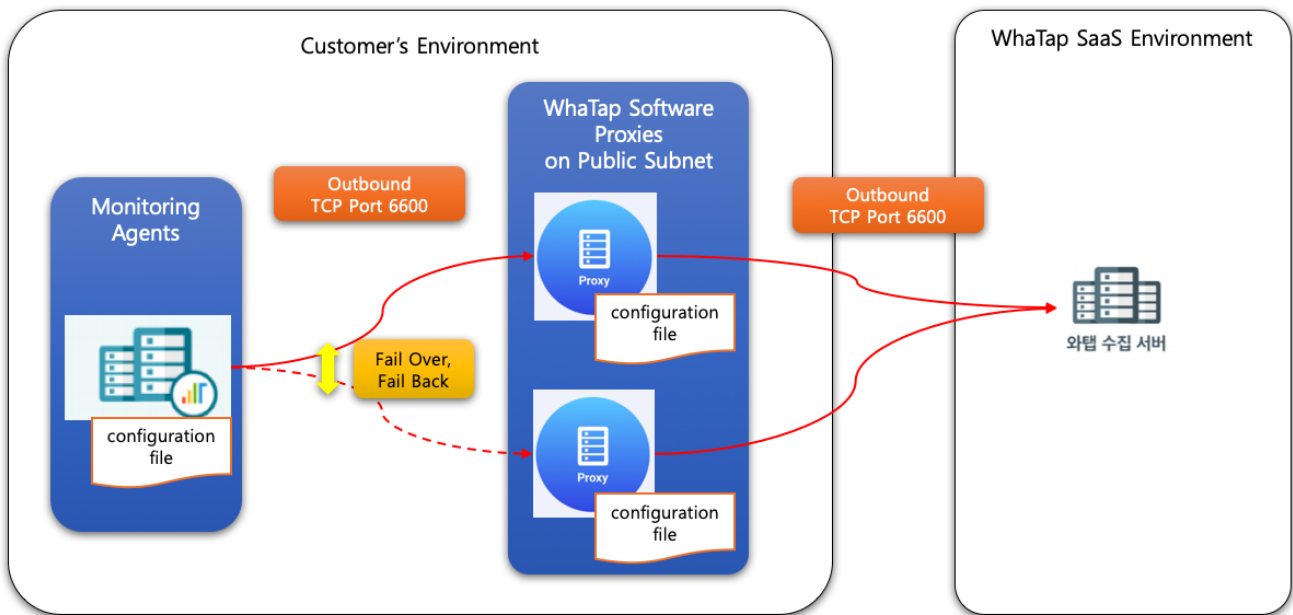 Customer's Environment
WhaTap SaaS Environment
WhaTap Software
Proxies
on Public Subnet
Outbound
TCP Port 6600
Outbound
TCP Port 6600
Monitoring
Agents
Proxy
configuration
file
와탭 수집 서버
Fail Over,
Fail Back
configuration
file
Proxy
configuration
file